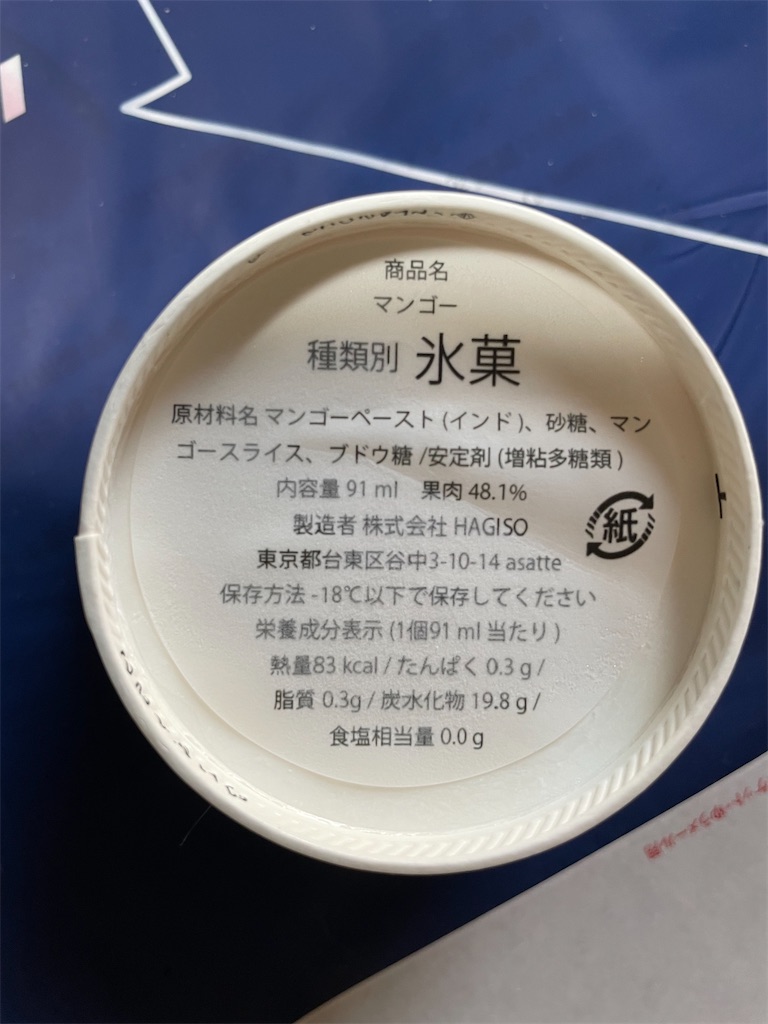 商品名
マンゴー
種類別 氷菓
原材料名 マンゴーペースト (インド)、砂糖、マン
ゴースライス、ブドウ糖 /安定剤 (増粘多糖類)
内容量 91 ml 果肉 48.1%
製造者 株式会社 HAGISO
紙
東京都台東区谷中3-10-14 asatte
保存方法 -18℃以下で保存してください
栄養成分表示 (1個91 ml 当たり)
熱量83 kcal / たんぱく 0.3 g /
脂質 0.3g / 炭水化物 19.8 g /
食塩相当量 0.0 g